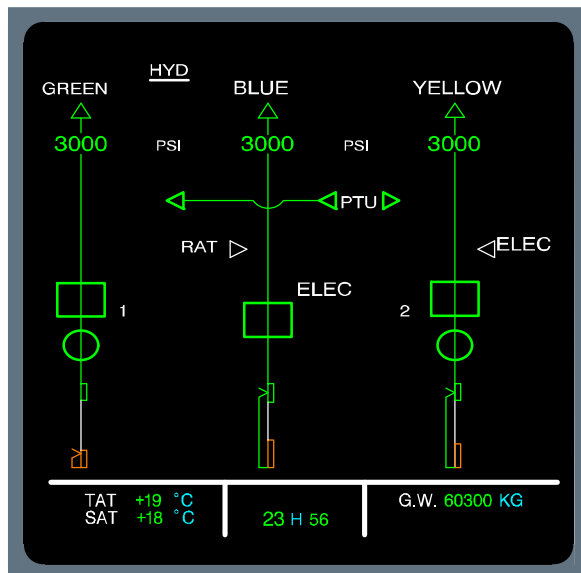 HYD
GREEN BLUE YELLOW
3000 PSI 3000 PSI 3000
PTU
RAT ELEC
ELEC
1 2
TAT +19 °C
SAT +18 °C
23 H 56
G.W. 60300 KG